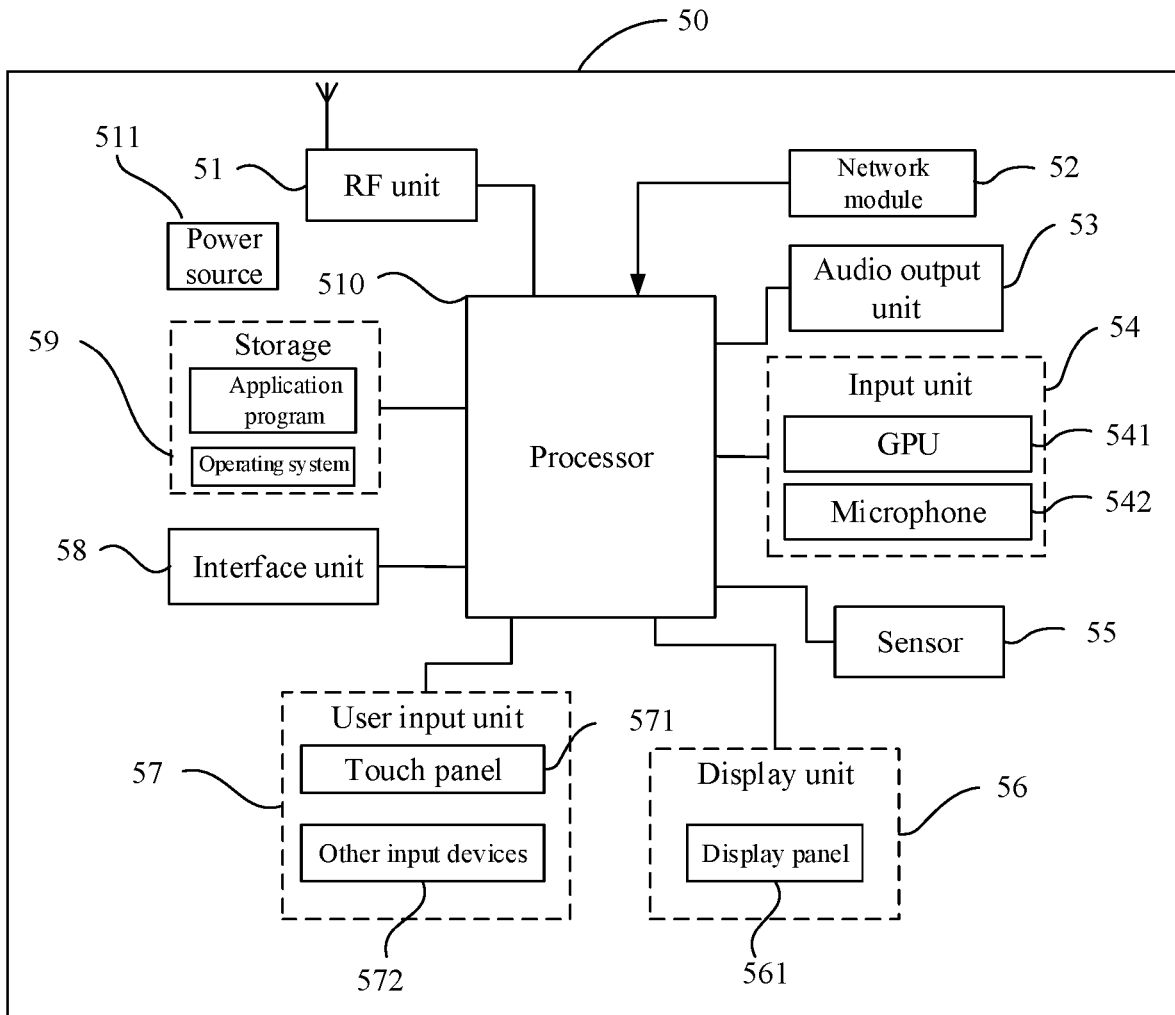 50
511
51
RF unit
Network
module
52
Power
source
53
Audio output
unit
510
59
Storage
Application
program
Operating system
54
Input unit
GPU
541
Microphone
542
Processor
58
Interface unit
Sensor
55
User input unit
571
57
Touch panel
Other input devices
572
Display unit
56
Display panel
561